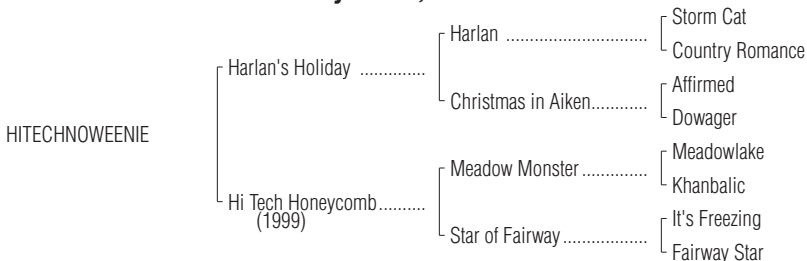 Storm Cat
Harlan ..............................
Country Romance
Harlan's Holiday ..............
Affirmed
Christmas in Aiken............
Dowager
HITECHNOWEENIE
Meadowlake
Meadow Monster ..............
Khanbalic
Hi Tech Honeycomb..........
(1999)
It's Freezing
Star of Fairway..................
Fairway Star